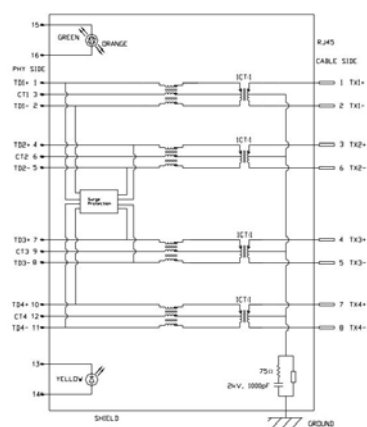 15
GREEN
ORANGE
16
RJ45
PHY SIDE
CABLE SIDE
1CT:1
TD1+ 1
1 TX1+
CT1 3
TD1- 2
2 TX1-
1CT:1
TD2+ 4
3 TX2+
CT2 6
TD2- 5
6 TX2-
Surge
Protection
1CT:1
TD3+ 7
4 TX3+
CT3 9
TD3- 8
5 TX3-
1CT:1
TD4+ 10
7 TX4+
CT4 12
TD4- 11
8 TX4-
13
75Ω
YELLOW
2kV, 1000pF
14
SHIELD
GROUND